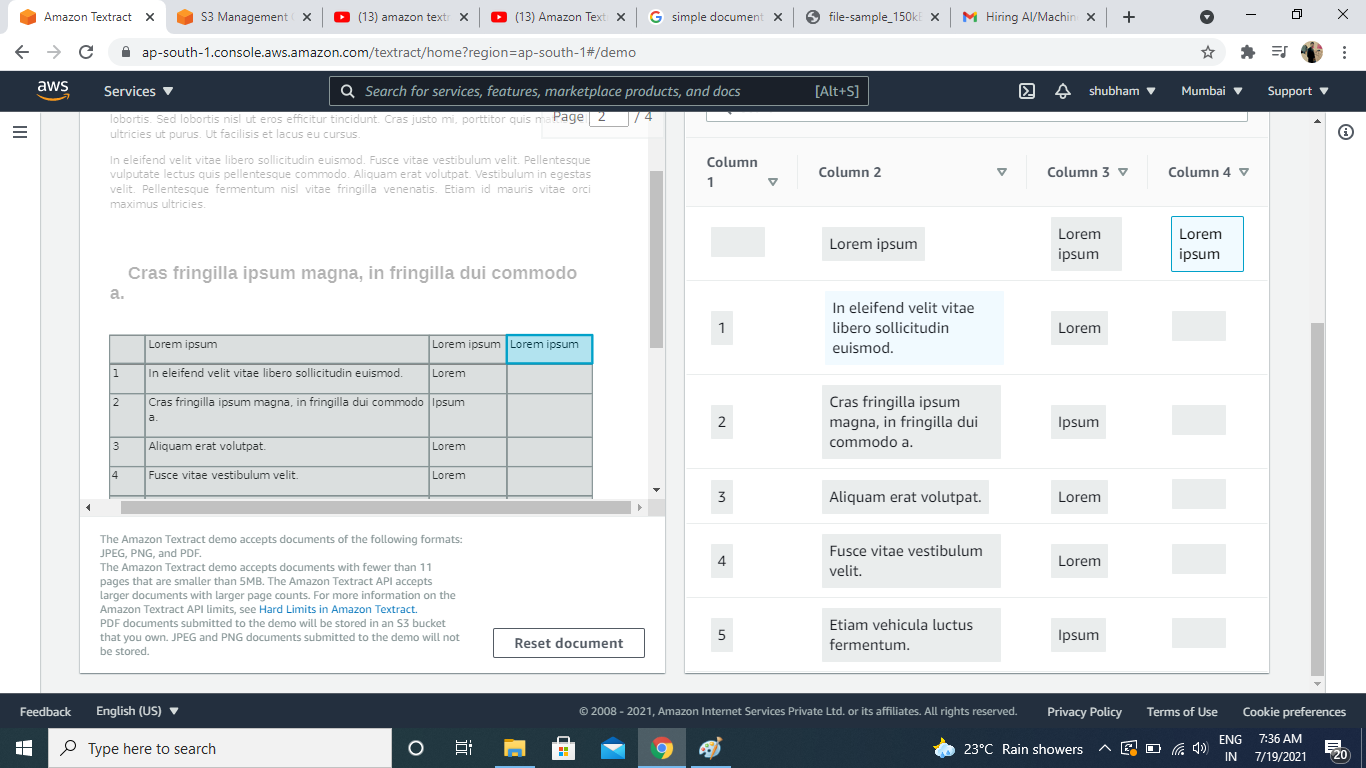 Amazon Textract
S3 Management
(13) amazon textr
(13) Amazon Text
simple document
file-sample_150kB
Hiring AI/Machin
ap-south-1.console.aws.amazon.com/textract/home?region=ap-south-1#/demo
aws
Services
Search for services, features, marketplace products, and docs
[Alt+S]
shubham
Mumbai
Support
lobortis. Sed lobortis nisl ut eros efficitur tincidunt. Cras justo mi, porttitor quis
ultricies ut purus. Ut facilisis et lacus eu cursus.
Page 2 / 4
In eleifend velit vitae libero sollicitudin euismod. Fusce vitae vestibulum velit. Pellentesque
vulputate lectus quis pellentesque commodo. Aliquam erat volutpat. Vestibulum in egestas
velit. Pellentesque fermentum nisl vitae fringilla venenatis. Etiam id mauris vitae orci
maximus ultricies.
Cras fringilla ipsum magna, in fringilla dui commodo
a.
Lorem ipsum Lorem ipsum Lorem ipsum
1 In eleifend velit vitae libero sollicitudin euismod. Lorem
2 Cras fringilla ipsum magna, in fringilla dui commodo Ipsum
a.
3 Aliquam erat volutpat. Lorem
4 Fusce vitae vestibulum velit. Lorem
The Amazon Textract demo accepts documents of the following formats:
JPEG, PNG, and PDF.
The Amazon Textract demo accepts documents with fewer than 11
pages that are smaller than 5MB. The Amazon Textract API accepts
larger documents with larger page counts. For more information on the
Amazon Textract API limits, see Hard Limits in Amazon Textract.
PDF documents submitted to the demo will be stored in an S3 bucket
that you own. JPEG and PNG documents submitted to the demo will not
be stored.
Reset document
Column
1
Column 2
Column 3
Column 4
Lorem ipsum
Lorem
ipsum
Lorem
ipsum
1
In eleifend velit vitae
libero sollicitudin
euismod.
Lorem
2
Cras fringilla ipsum
magna, in fringilla dui
commodo a.
Ipsum
3
Aliquam erat volutpat.
Lorem
4
Fusce vitae vestibulum
velit.
Lorem
5
Etiam vehicula luctus
fermentum.
Ipsum
Feedback
English (US)
© 2008 - 2021, Amazon Internet Services Private Ltd. or its affiliates. All rights reserved.
Privacy Policy
Terms of Use
Cookie preferences
Type here to search
23°C Rain showers
ENG
IN
7:36 AM
7/19/2021
20